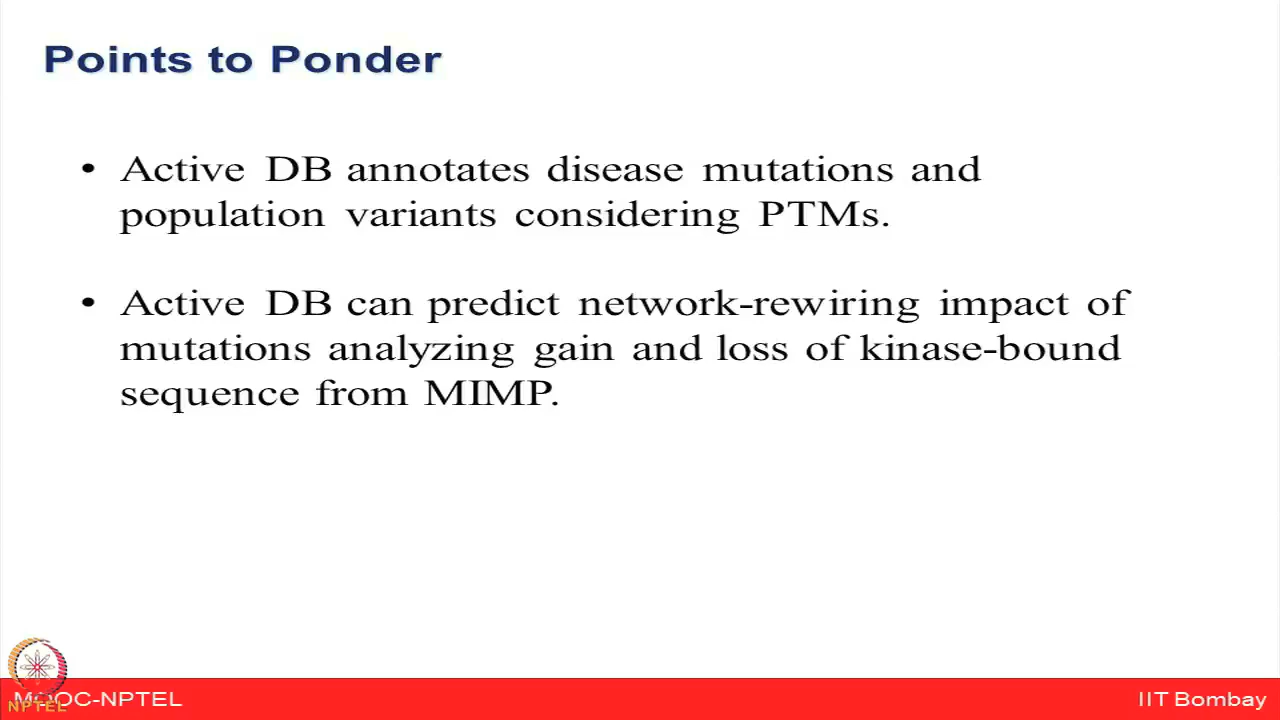 Points to Ponder
• Active DB annotates disease mutations and
population variants considering PTMs.
• Active DB can predict network-rewiring impact of
mutations analyzing gain and loss of kinase-bound
sequence from MIMP.
MOOC-NPTEL
NPTEL
IIT Bombay